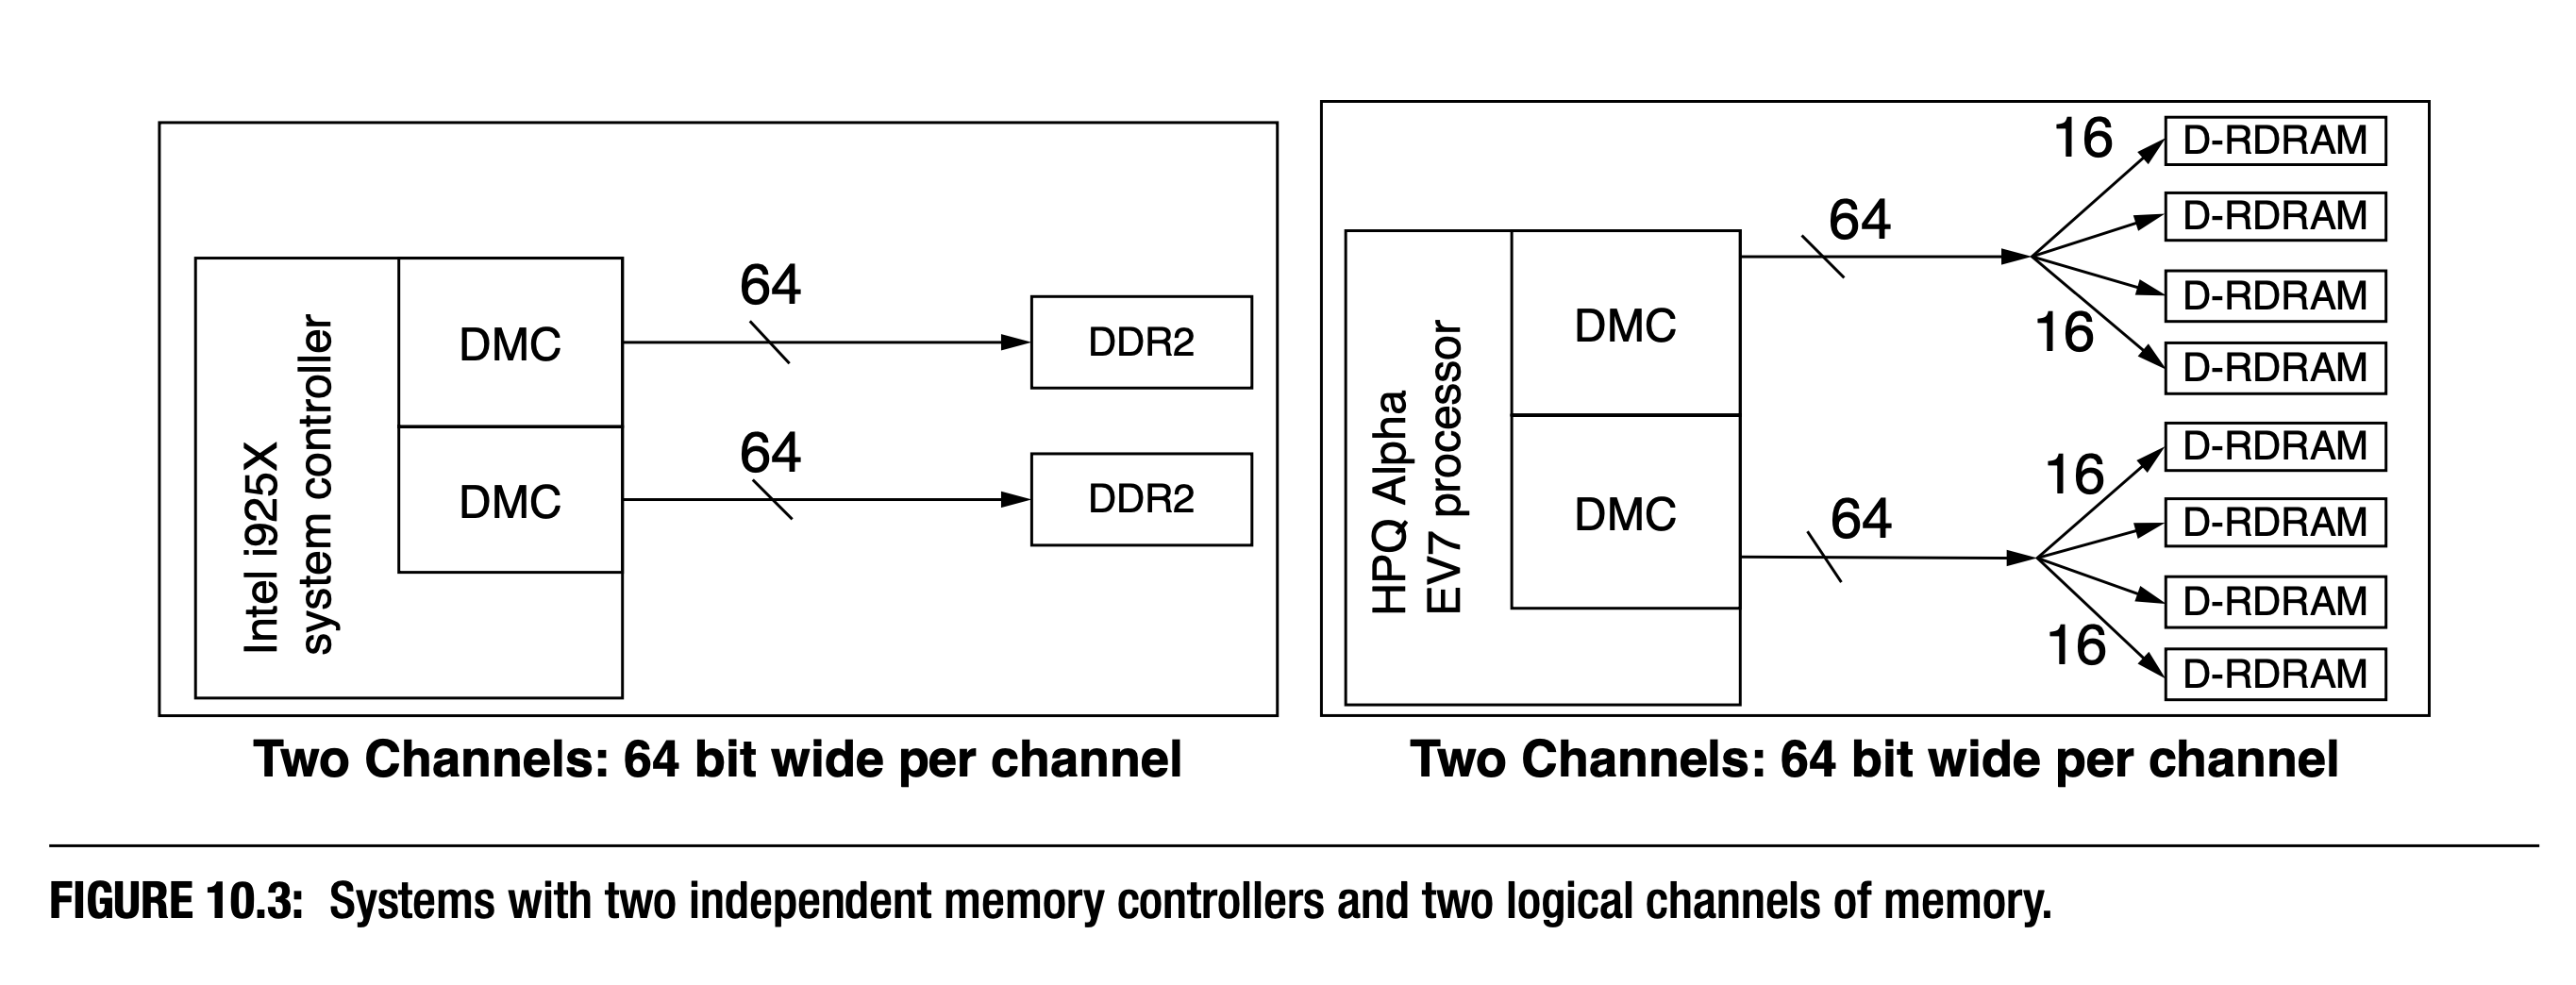 Intel i925X
system controller
DMC
DMC
64
64
DDR2
DDR2
Two Channels: 64 bit wide per channel
HPQ Alpha
EV7 processor
DMC
DMC
64
64
16
16
16
16
D-RDRAM
D-RDRAM
D-RDRAM
D-RDRAM
D-RDRAM
D-RDRAM
D-RDRAM
D-RDRAM
Two Channels: 64 bit wide per channel
FIGURE 10.3: Systems with two independent memory controllers and two logical channels of memory.